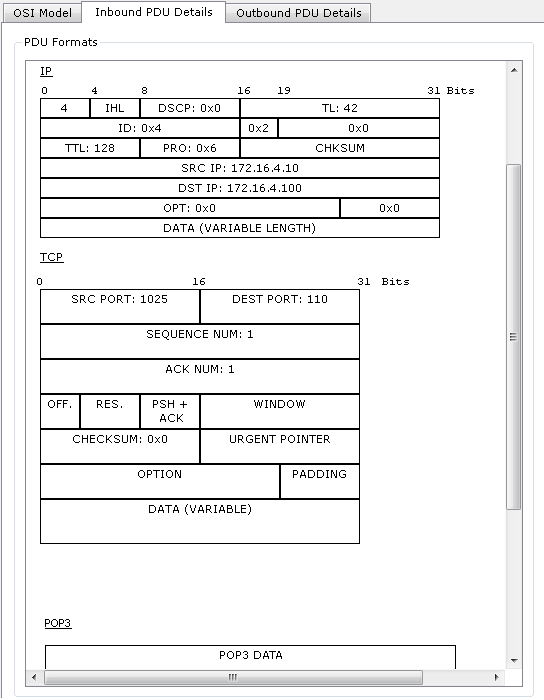 OSI Model Inbound PDU Details Outbound PDU Details
PDU Formats
IP
0 4 8 16 19 31 Bits
4 IHL DSCP: 0x0 TL: 42
ID: 0x4 0x2 0x0
TTL: 128 PRO: 0x6 CHKSUM
SRC IP: 172.16.4.10
DST IP: 172.16.4.100
OPT: 0x0 0x0
DATA (VARIABLE LENGTH)
TCP
0 16 31 Bits
SRC PORT: 1025 DEST PORT: 110
SEQUENCE NUM: 1
ACK NUM: 1
OFF. RES. PSH + ACK WINDOW
CHECKSUM: 0x0 URGENT POINTER
OPTION PADDING
DATA (VARIABLE)
POP3
POP3 DATA